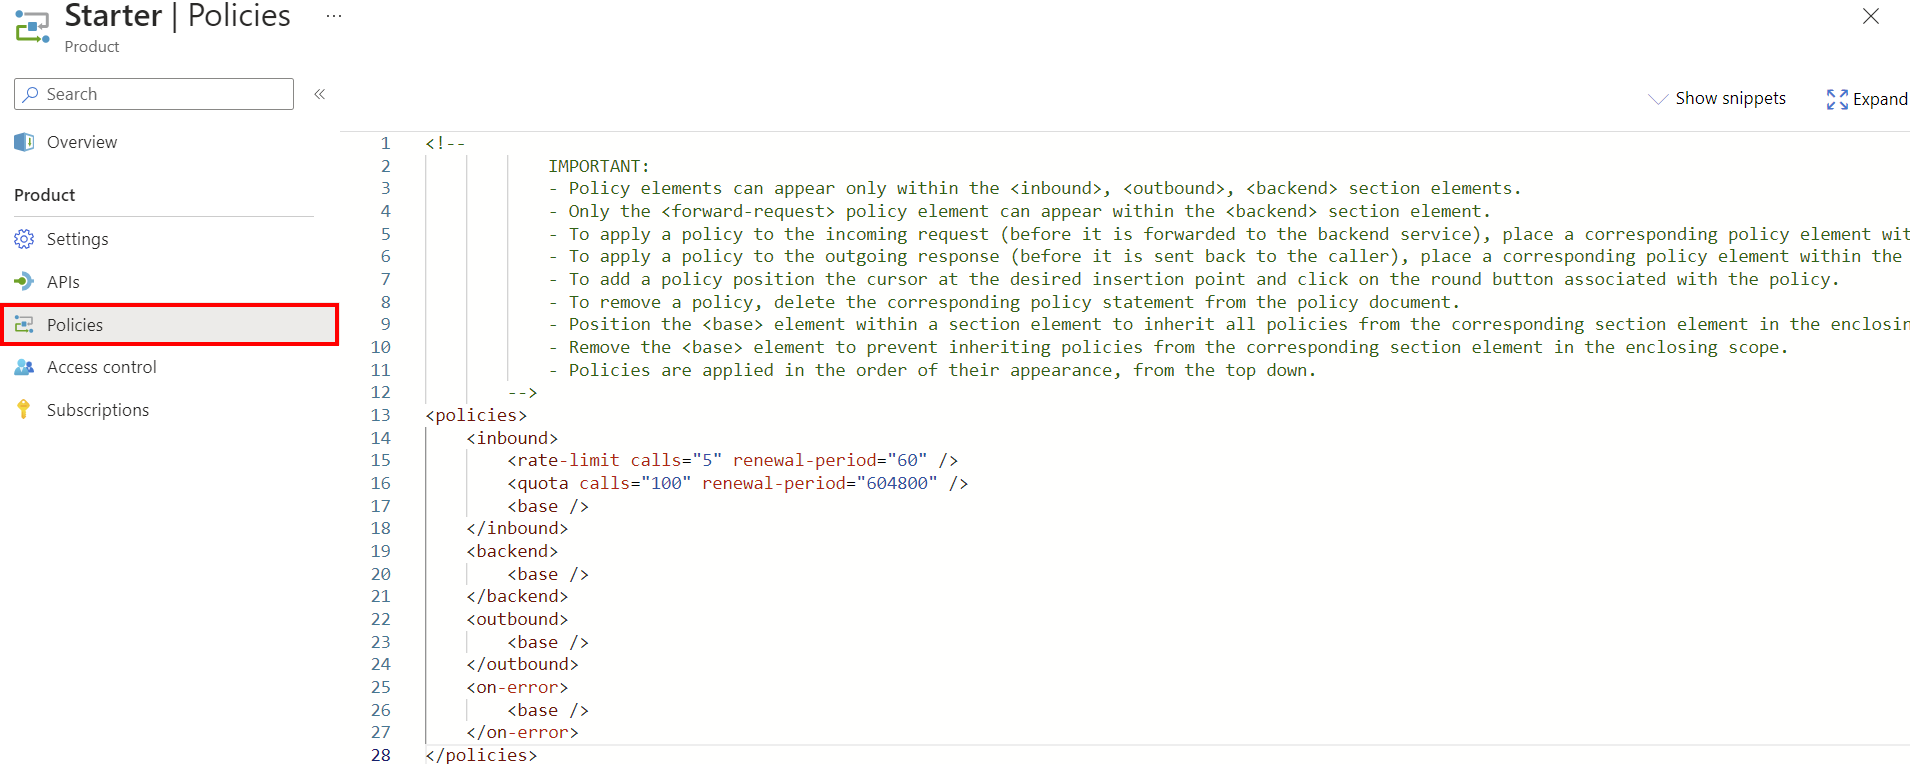 Starter | Policies ...
Product
Search «
Overview
Product
Settings
APIs
Policies
Access control
Subscriptions
Show snippets
Expand
1 <!--
2 IMPORTANT:
3 - Policy elements can appear only within the <inbound>, <outbound>, <backend> section elements.
4 - Only the <forward-request> policy element can appear within the <backend> section element.
5 - To apply a policy to the incoming request (before it is forwarded to the backend service), place a corresponding policy element wit
6 - To apply a policy to the outgoing response (before it is sent back to the caller), place a corresponding policy element within the
7 - To add a policy position the cursor at the desired insertion point and click on the round button associated with the policy.
8 - To remove a policy, delete the corresponding policy statement from the policy document.
9 - Position the <base> element within a section element to inherit all policies from the corresponding section element in the enclosin
10 - Remove the <base> element to prevent inheriting policies from the corresponding section element in the enclosing scope.
11 - Policies are applied in the order of their appearance, from the top down.
12 -->
13 <policies>
14 <inbound>
15 <rate-limit calls="5" renewal-period="60" />
16 <quota calls="100" renewal-period="604800" />
17 <base />
18 </inbound>
19 <backend>
20 <base />
21 </backend>
22 <outbound>
23 <base />
24 </outbound>
25 <on-error>
26 <base />
27 </on-error>
28 </policies>